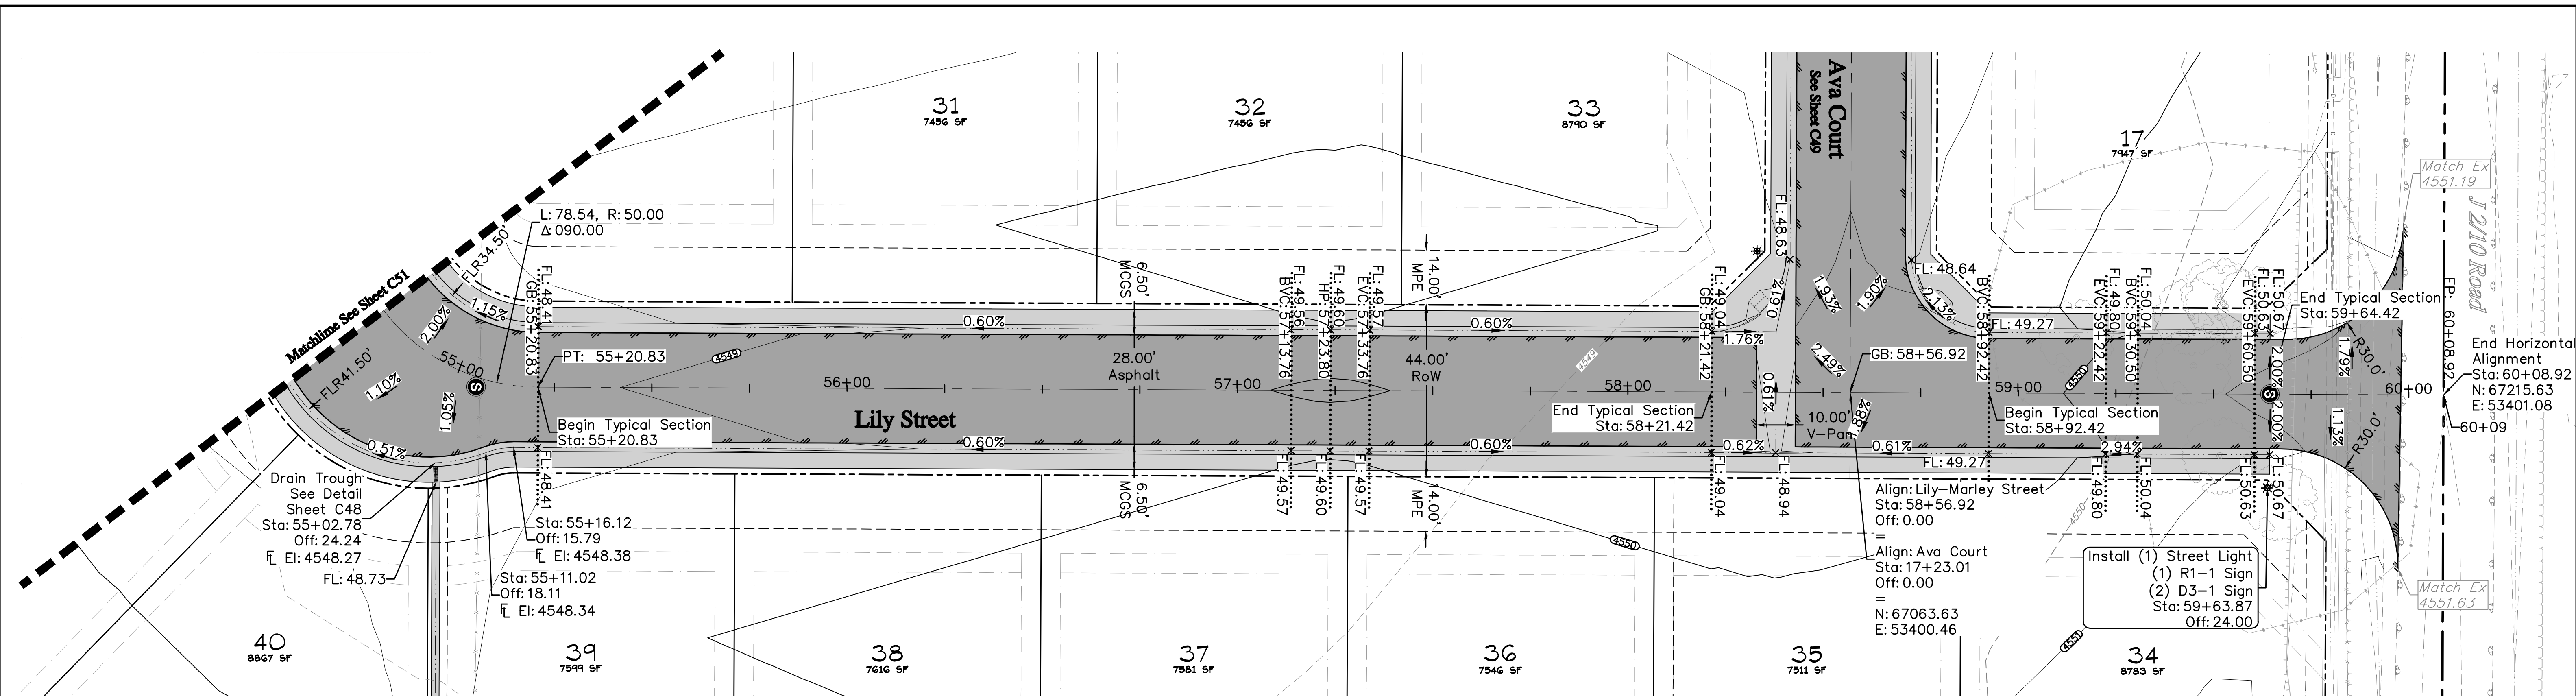 31
7456 SF
32
7456 SF
33
8790 SF
17
7947 SF
Ava Court
See Sheet C49
Match Ex
4551.19
J 2/10 Road
Matchline See Sheet C51
FLR34.50'
L: 78.54, R: 50.00
Δ: 090.00
FL: 48.41
GB: 55+20.83
1.15%
2.00%
55+00
FLR41.50'
1.10%
1.05%
0.51%
S
PT: 55+20.83
4549
Begin Typical Section
Sta: 55+20.83
56+00
Lily Street
0.60%
0.60%
6.50'
MCGS
28.00'
Asphalt
6.50'
MCGS
57+00
FL: 49.56
BVC: 57+13.76
FL: 49.60
HP: 57+23.80
FL: 49.57
EVC: 57+33.76
14.00'
MPE
44.00'
RoW
14.00'
MPE
0.60%
0.60%
FL: 49.57
FL: 49.60
FL: 49.57
4549
58+00
FL: 49.04
GB: 58+21.42
End Typical Section
Sta: 58+21.42
FL: 49.04
1.76%
0.91%
0.61%
0.62%
FL: 48.63
FL: 48.94
10.00'
V-Pan
1.93%
1.90%
2.49%
1.88%
0.61%
FL: 48.64
2.13%
GB: 58+56.92
BVC: 58+92.42
FL: 49.27
FL: 49.27
59+00
Begin Typical Section
Sta: 58+92.42
4550
FL: 49.80
EVC: 59+22.42
FL: 50.04
BVC: 59+30.50
FL: 49.80
FL: 50.04
2.94%
FL: 50.67
FL: 50.63
EVC: 59+60.50
FL: 50.63
FL: 50.67
2.00%
2.00%
S
End Typical Section
Sta: 59+64.42
1.79%
R30.0'
1.13%
R30.0'
60+00
EP: 60+08.92
End Horizontal
Alignment
Sta: 60+08.92
N: 67215.63
E: 53401.08
60+09
Drain Trough
See Detail
Sheet C48
Sta: 55+02.78
Off: 24.24
FL El: 4548.27
FL: 48.73
FL: 48.41
Sta: 55+16.12
Off: 15.79
FL El: 4548.38
Sta: 55+11.02
Off: 18.11
FL El: 4548.34
4550
Align: Lily-Marley Street
Sta: 58+56.92
Off: 0.00
=
Align: Ava Court
Sta: 17+23.01
Off: 0.00
=
N: 67063.63
E: 53400.46
4550
Install (1) Street Light
(1) R1-1 Sign
(2) D3-1 Sign
Sta: 59+63.87
Off: 24.00
4551
Match Ex
4551.63
40
8867 SF
39
7599 SF
38
7616 SF
37
7581 SF
36
7546 SF
35
7511 SF
34
8783 SF